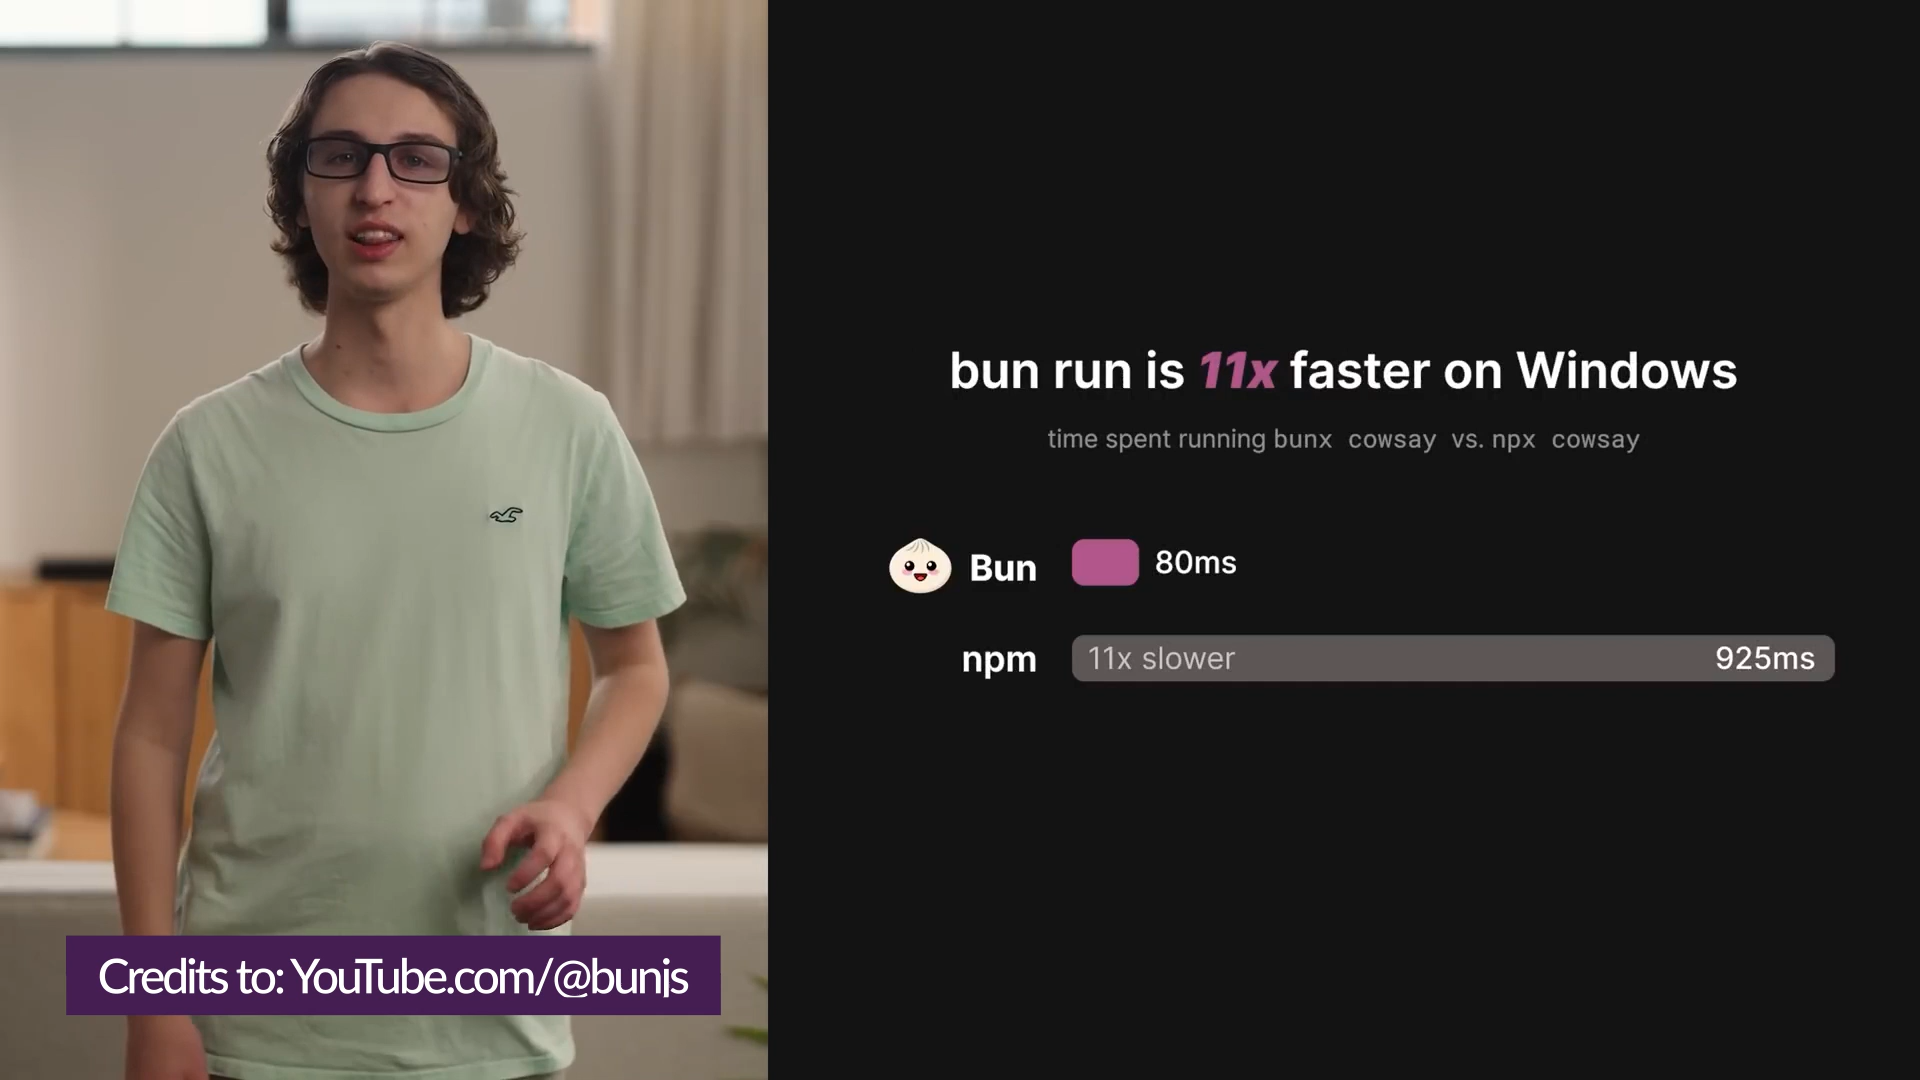 bun run is 11x faster on Windows
time spent running bunx cowsay vs. npx cowsay
Bun 80ms
npm 11x slower 925ms
Credits to: YouTube.com/@bunjs